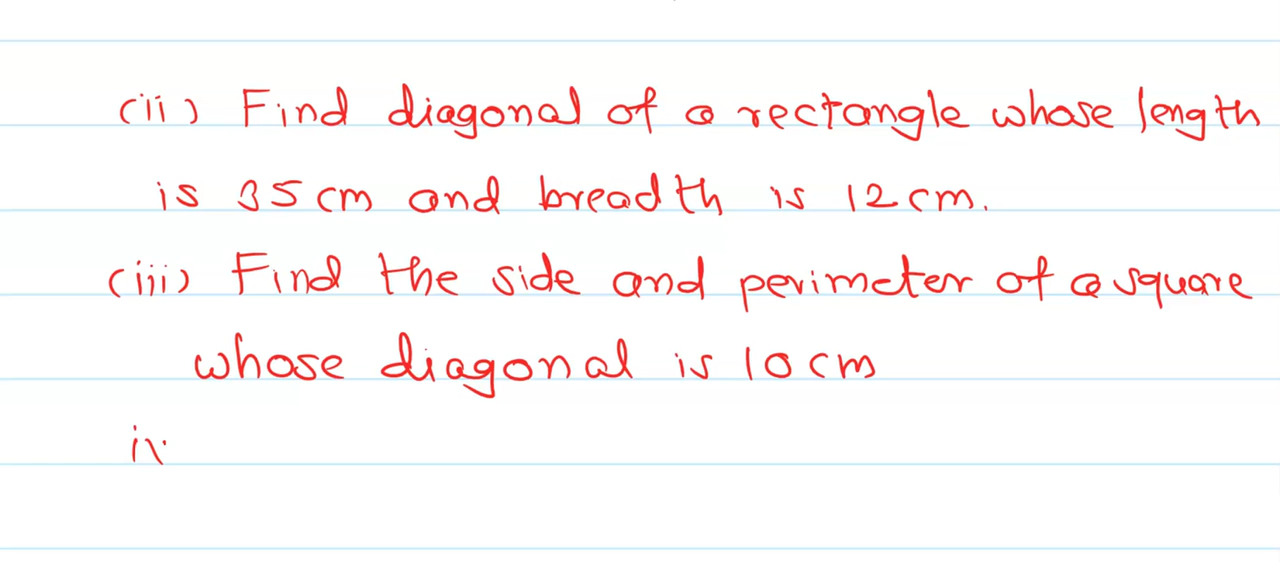 (ii) Find diagonal of a rectangle whose length
is 35 cm and breadth is 12 cm.
(iii) Find the side and perimeter of a square
whose diagonal is 10 cm
iv